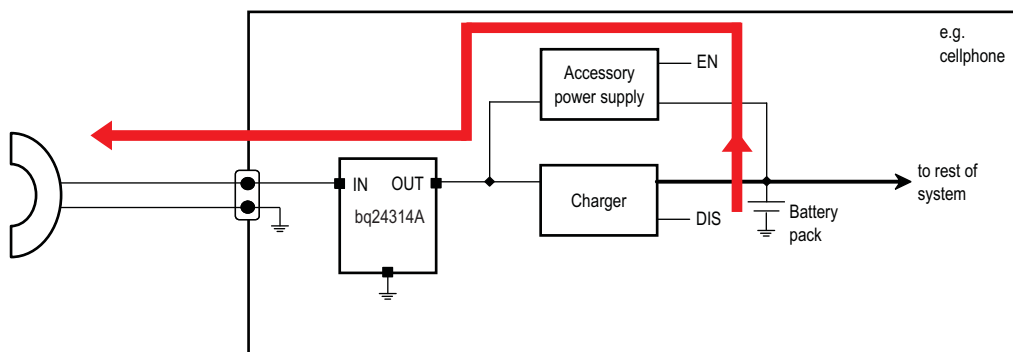 e.g.
cellphone
Accessory
power supply
EN
IN
OUT
bq24314A
Charger
DIS
to rest of
system
Battery
pack